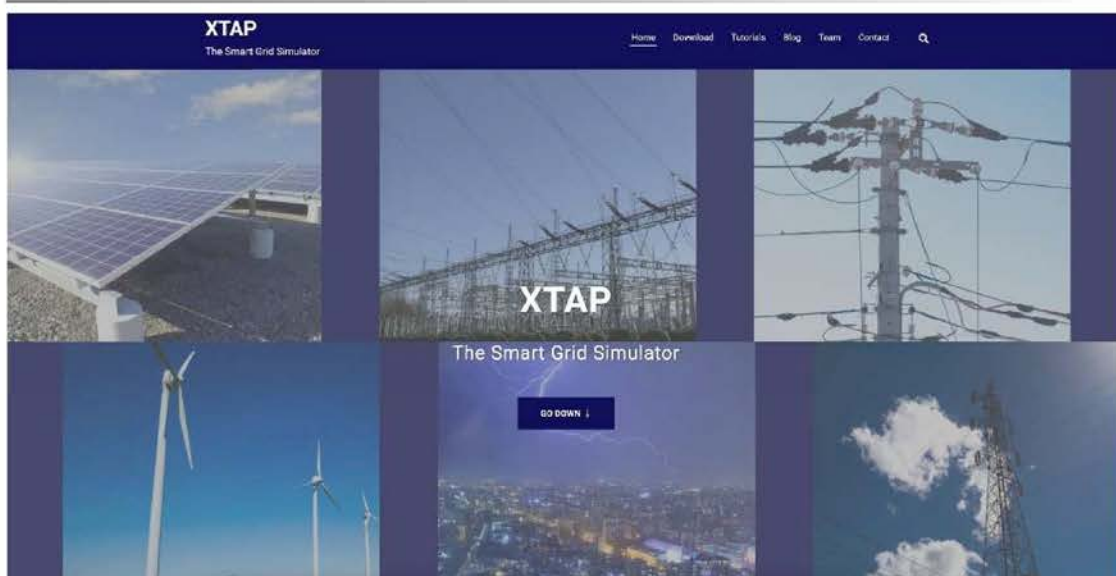 XTAP
The Smart Grid Simulator
Home Download Tutorials Blog Team Contact
XTAP
The Smart Grid Simulator
GO DOWN ↓